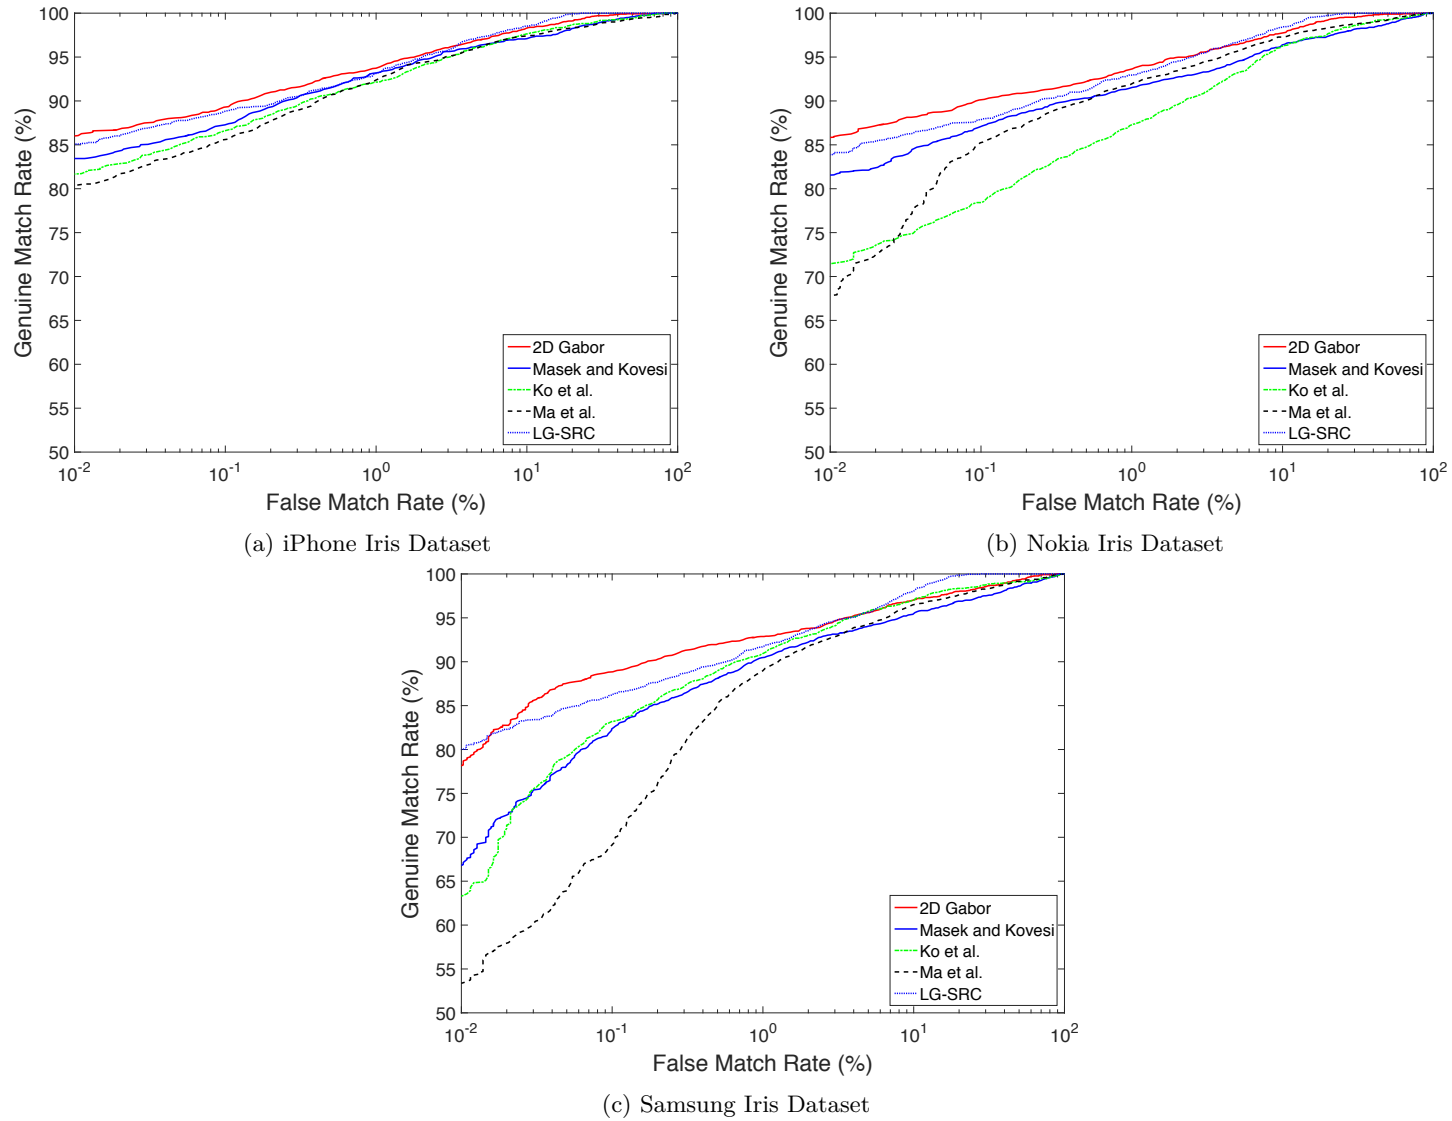 100
95
90
85
80
75
70
65
60
55
50
Genuine Match Rate (%)
2D Gabor
Masek and Kovesi
Ko et al.
Ma et al.
LG-SRC
10-2 10-1 100 101 102
False Match Rate (%)
(a) iPhone Iris Dataset
100
95
90
85
80
75
70
65
60
55
50
Genuine Match Rate (%)
2D Gabor
Masek and Kovesi
Ko et al.
Ma et al.
LG-SRC
10-2 10-1 100 101 102
False Match Rate (%)
(b) Nokia Iris Dataset
100
95
90
85
80
75
70
65
60
55
50
Genuine Match Rate (%)
2D Gabor
Masek and Kovesi
Ko et al.
Ma et al.
LG-SRC
10-2 10-1 100 101 102
False Match Rate (%)
(c) Samsung Iris Dataset